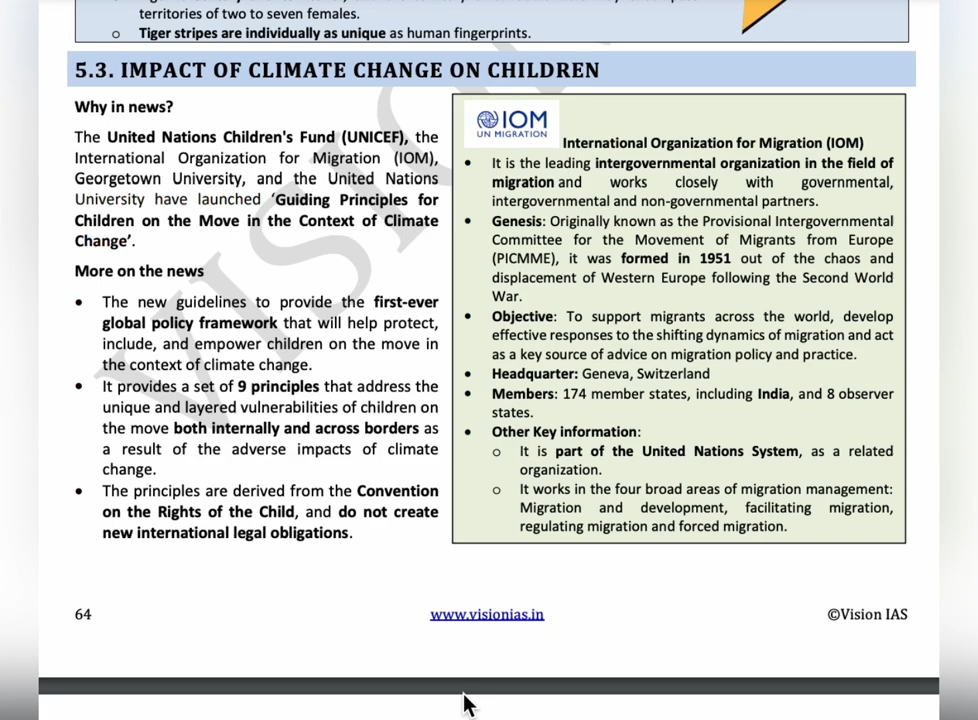 territories of two to seven females.
o Tiger stripes are individually as unique as human fingerprints.
5.3. IMPACT OF CLIMATE CHANGE ON CHILDREN
Why in news?
The United Nations Children's Fund (UNICEF), the
International Organization for Migration (IOM),
Georgetown University, and the United Nations
University have launched 'Guiding Principles for
Children on the Move in the Context of Climate
Change'.
More on the news
• The new guidelines to provide the first-ever
global policy framework that will help protect,
include, and empower children on the move in
the context of climate change.
• It provides a set of 9 principles that address the
unique and layered vulnerabilities of children on
the move both internally and across borders as
a result of the adverse impacts of climate
change.
• The principles are derived from the Convention
on the Rights of the Child, and do not create
new international legal obligations.
IOM
UN MIGRATION
International Organization for Migration (IOM)
• It is the leading intergovernmental organization in the field of
migration and works closely with governmental,
intergovernmental and non-governmental partners.
• Genesis: Originally known as the Provisional Intergovernmental
Committee for the Movement of Migrants from Europe
(PICMME), it was formed in 1951 out of the chaos and
displacement of Western Europe following the Second World
War.
• Objective: To support migrants across the world, develop
effective responses to the shifting dynamics of migration and act
as a key source of advice on migration policy and practice.
• Headquarter: Geneva, Switzerland
• Members: 174 member states, including India, and 8 observer
states.
• Other Key information:
o It is part of the United Nations System, as a related
organization.
o It works in the four broad areas of migration management:
Migration and development, facilitating migration,
regulating migration and forced migration.
64
www.visionias.in
©Vision IAS